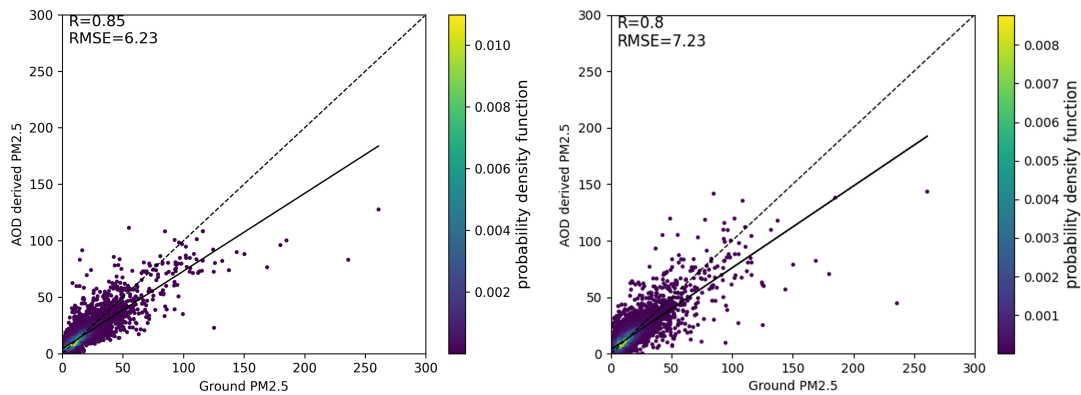 R=0.85
RMSE=6.23
300
250
200
150
100
50
0
AOD derived PM2.5
0 50 100 150 200 250 300
Ground PM2.5
0.010
0.008
0.006
0.004
0.002
probability density function
R=0.8
RMSE=7.23
300
250
200
150
100
50
0
AOD derived PM2.5
0 50 100 150 200 250 300
Ground PM2.5
0.008
0.007
0.006
0.005
0.004
0.003
0.002
0.001
probability density function